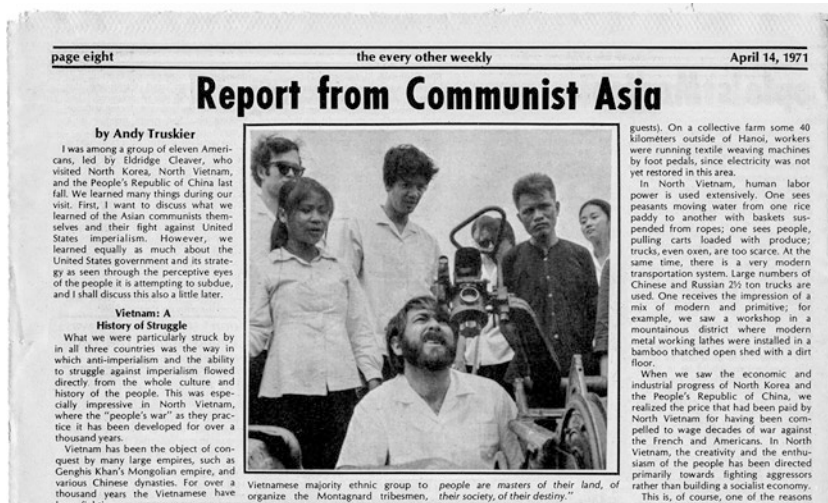 page eight
the every other weekly
April 14, 1971
Report from Communist Asia
by Andy Truskier
I was among a group of eleven Ameri-
cans, led by Eldridge Cleaver, who
visited North Korea, North Vietnam,
and the People's Republic of China last
fall. We learned many things during our
visit. First, I want to discuss what we
learned of the Asian communists them-
selves and their fight against United
States imperialism. However, we
learned equally as much about the
United States government and its strate-
gy as seen through the perceptive eyes
of the people it is attempting to subdue,
and I shall discuss this also a little later.
Vietnam: A
History of Struggle
What we were particularly struck by
in all three countries was the way in
which anti-imperialism and the ability
to struggle against imperialism flowed
directly from the whole culture and
history of the people. This was espe-
cially impressive in North Vietnam,
where the "people's war" as they prac-
tice it has been developed for over a
thousand years.
Vietnam has been the object of con-
quest by many large empires, such as
Genghis Khan's Mongolian empire, and
various Chinese dynasties. For over a
thousand years the Vietnamese have
Vietnamese majority ethnic group to
organize the Montagnard tribesmen,
people are masters of their land, of
their society, of their destiny."
guests). On a collective farm some 40
kilometers outside of Hanoi, workers
were running textile weaving machines
by foot pedals, since electricity was not
yet restored in this area.
In North Vietnam, human labor
power is used extensively. One sees
peasants moving water from one rice
paddy to another with baskets sus-
pended from ropes; one sees people,
pulling carts loaded with produce;
trucks, even oxen, are too scarce. At the
same time, there is a very modern
transportation system. Large numbers of
Chinese and Russian 2½ ton trucks are
used. One receives the impression of a
mix of modern and primitive; for
example, we saw a workshop in a
mountainous district where modern
metal working lathes were installed in a
bamboo thatched open shed with a dirt
floor.
When we saw the economic and
industrial progress of North Korea and
the People's Republic of China, we
realized the price that had been paid by
North Vietnam for having been com-
pelled to wage decades of war against
the French and Americans. In North
Vietnam, the creativity and the enthu-
siasm of the people has been directed
primarily towards fighting aggressors
rather than building a socialist economy.
This is, of course, one of the reasons